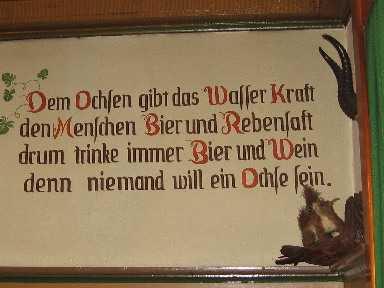 Dem Ochsen gibt das Wasser Kraft
den Menschen Bier und Rebensaft
drum trinke immer Bier und Wein
denn niemand will ein Ochse sein.